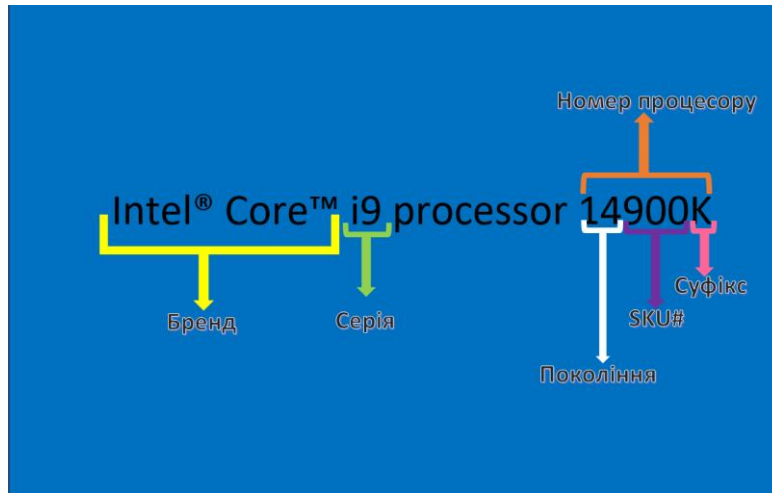 Номер процесору
Intel® Core™ i9 processor 14900K
Суфікс
Бренд
Серія
SKU#
Покоління